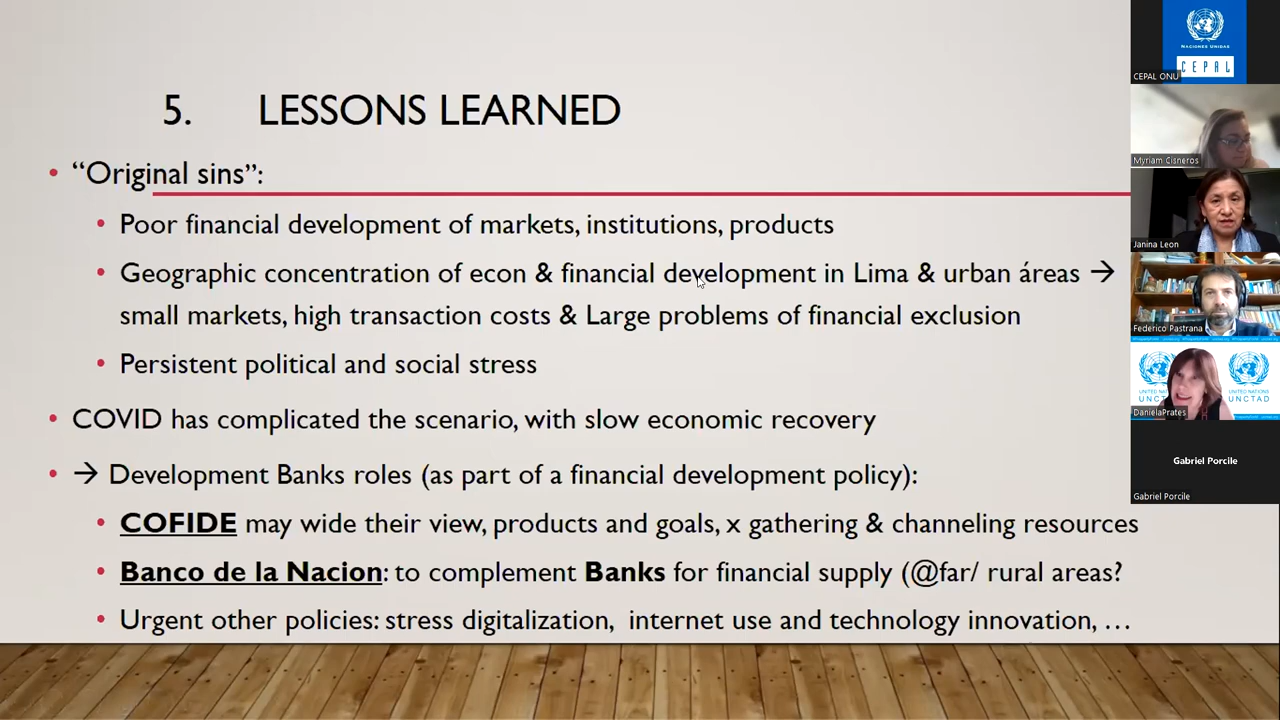 5. LESSONS LEARNED
• “Original sins”:
• Poor financial development of markets, institutions, products
• Geographic concentration of econ & financial development in Lima & urban áreas →
small markets, high transaction costs & Large problems of financial exclusion
• Persistent political and social stress
• COVID has complicated the scenario, with slow economic recovery
• → Development Banks roles (as part of a financial development policy):
• COFIDE may wide their view, products and goals, x gathering & channeling resources
• Banco de la Nacion: to complement Banks for financial supply (@far/ rural areas?
• Urgent other policies: stress digitalization, internet use and technology innovation, …
NACIONES UNIDAS
CEPAL
CEPAL ONU
Myriam Cisneros
Janina Leon
Federico Pastrana
UNCTAD
DanielaPrates
Gabriel Porcile
Gabriel Porcile